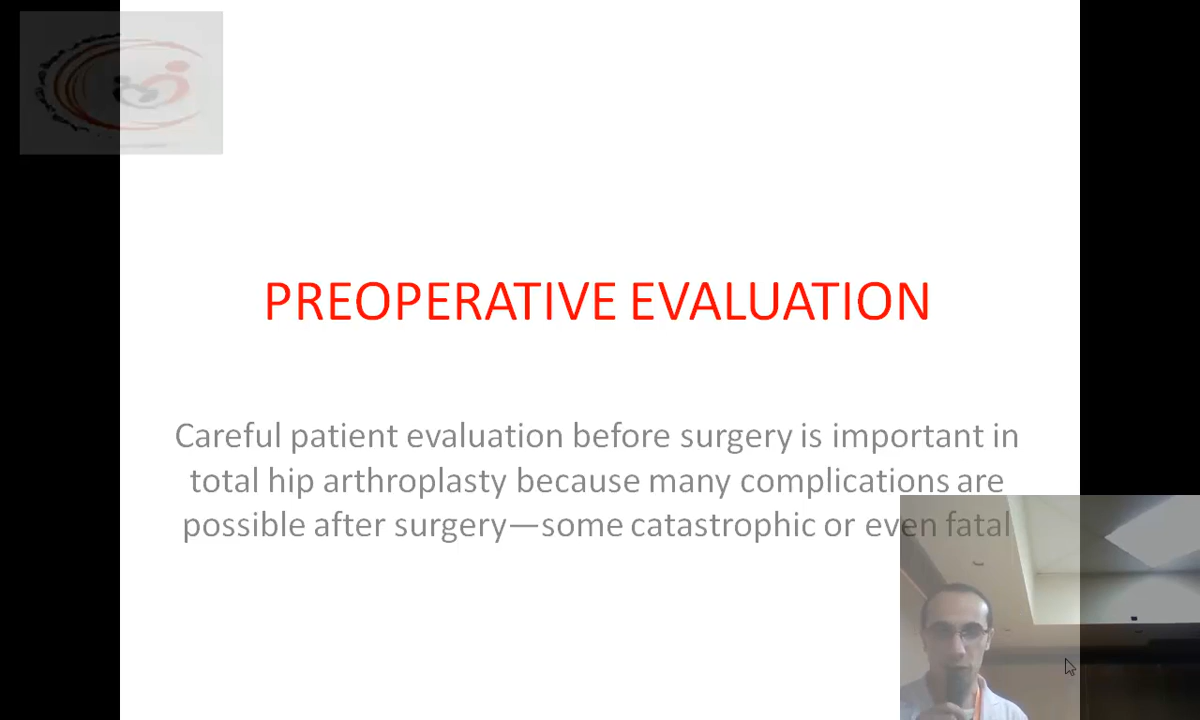 PREOPERATIVE EVALUATION
Careful patient evaluation before surgery is important in
total hip arthroplasty because many complications are
possible after surgery—some catastrophic or even fatal